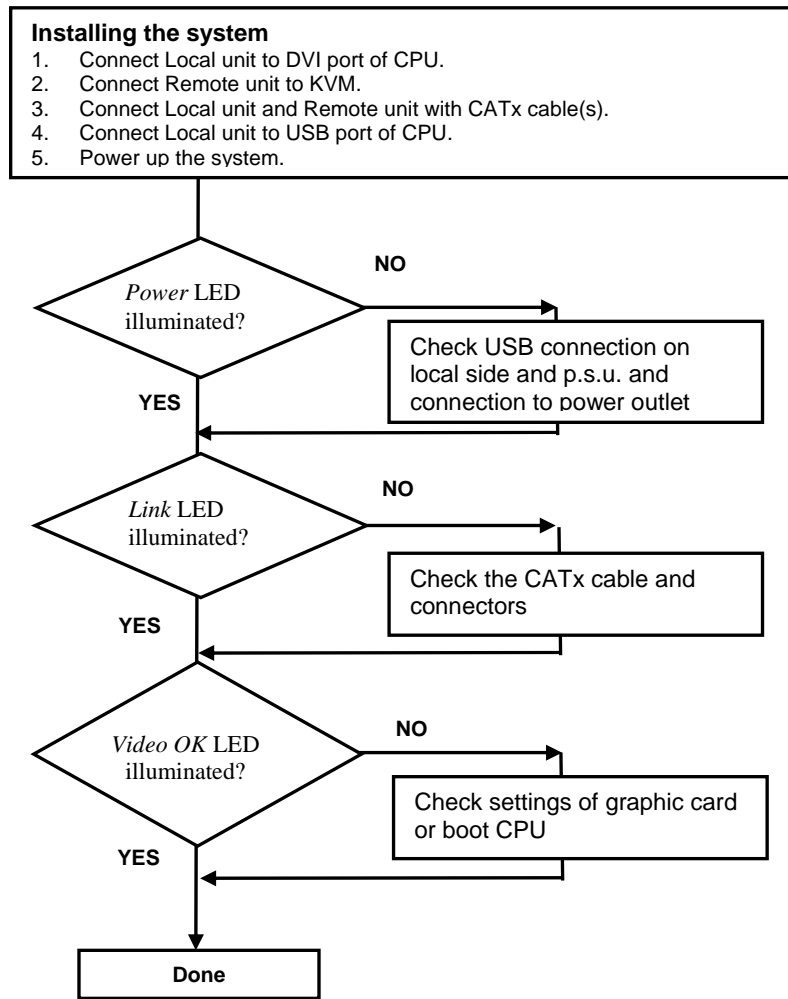 Installing the system
1. Connect Local unit to DVI port of CPU.
2. Connect Remote unit to KVM.
3. Connect Local unit and Remote unit with CATx cable(s).
4. Connect Local unit to USB port of CPU.
5. Power up the system.
NO
Power LED
illuminated?
Check USB connection on
local side and p.s.u. and
connection to power outlet
YES
NO
Link LED
illuminated?
Check the CATx cable and
connectors
YES
NO
Video OK LED
illuminated?
Check settings of graphic card
or boot CPU
YES
Done